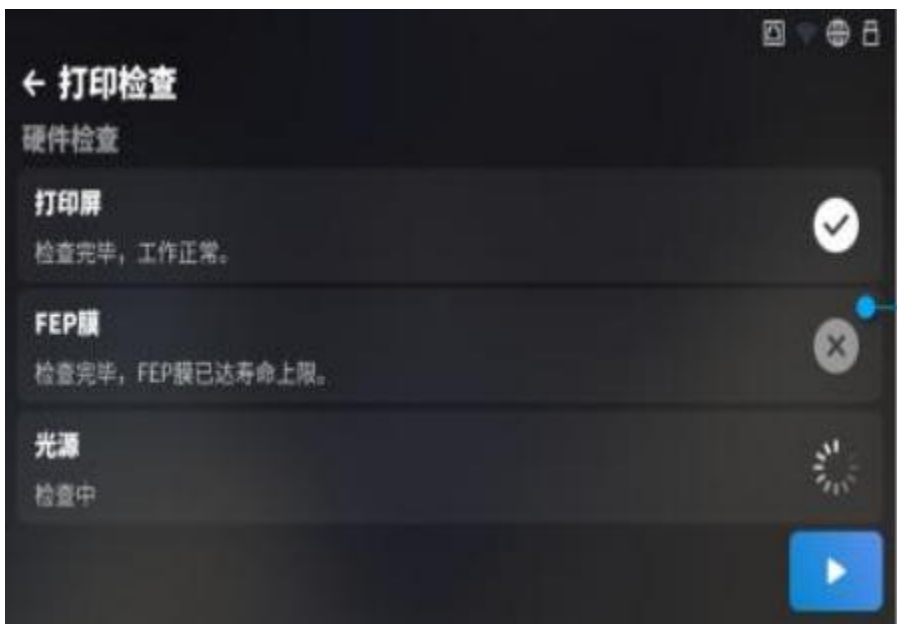 打印检查
硬件检查
打印屏
检查完毕，工作正常。
FEP膜
检查完毕，FEP膜已达寿命上限。
光源
检查中